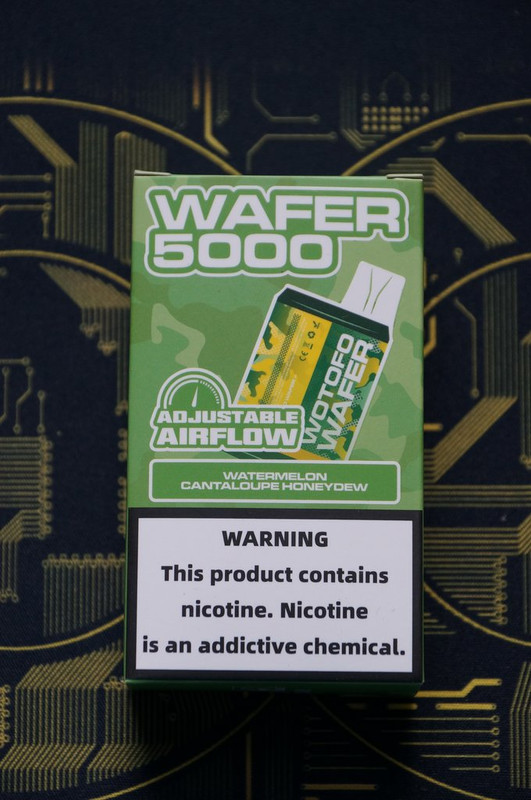 WAFER
5000
WOTOFO
WAFER
ADJUSTABLE
AIRFLOW
WATERMELON
CANTALOUPE HONEYDEW
WARNING
This product contains
nicotine. Nicotine
is an addictive chemical.